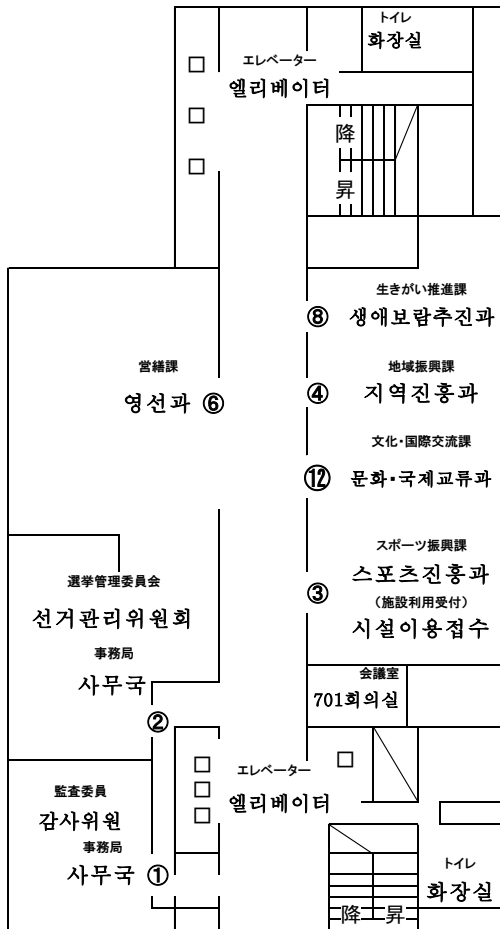 トイレ
화장실
エレベーター
엘리베이터
降
昇
生きがい推進課
⑧ 생애보람추진과
営繕課
영선과 ⑥
地域振興課
④ 지역진흥과
文化・国際交流課
⑫ 문화・국제교류과
スポーツ振興課
③ 스포츠진흥과
(施設利用受付)
시설이용접수
選挙管理委員会
선거관리위원회
事務局
사무국
②
会議室
701회의실
エレベーター
엘리베이터
監査委員
감사위원
事務局
사무국 ①
トイレ
화장실
降 昇